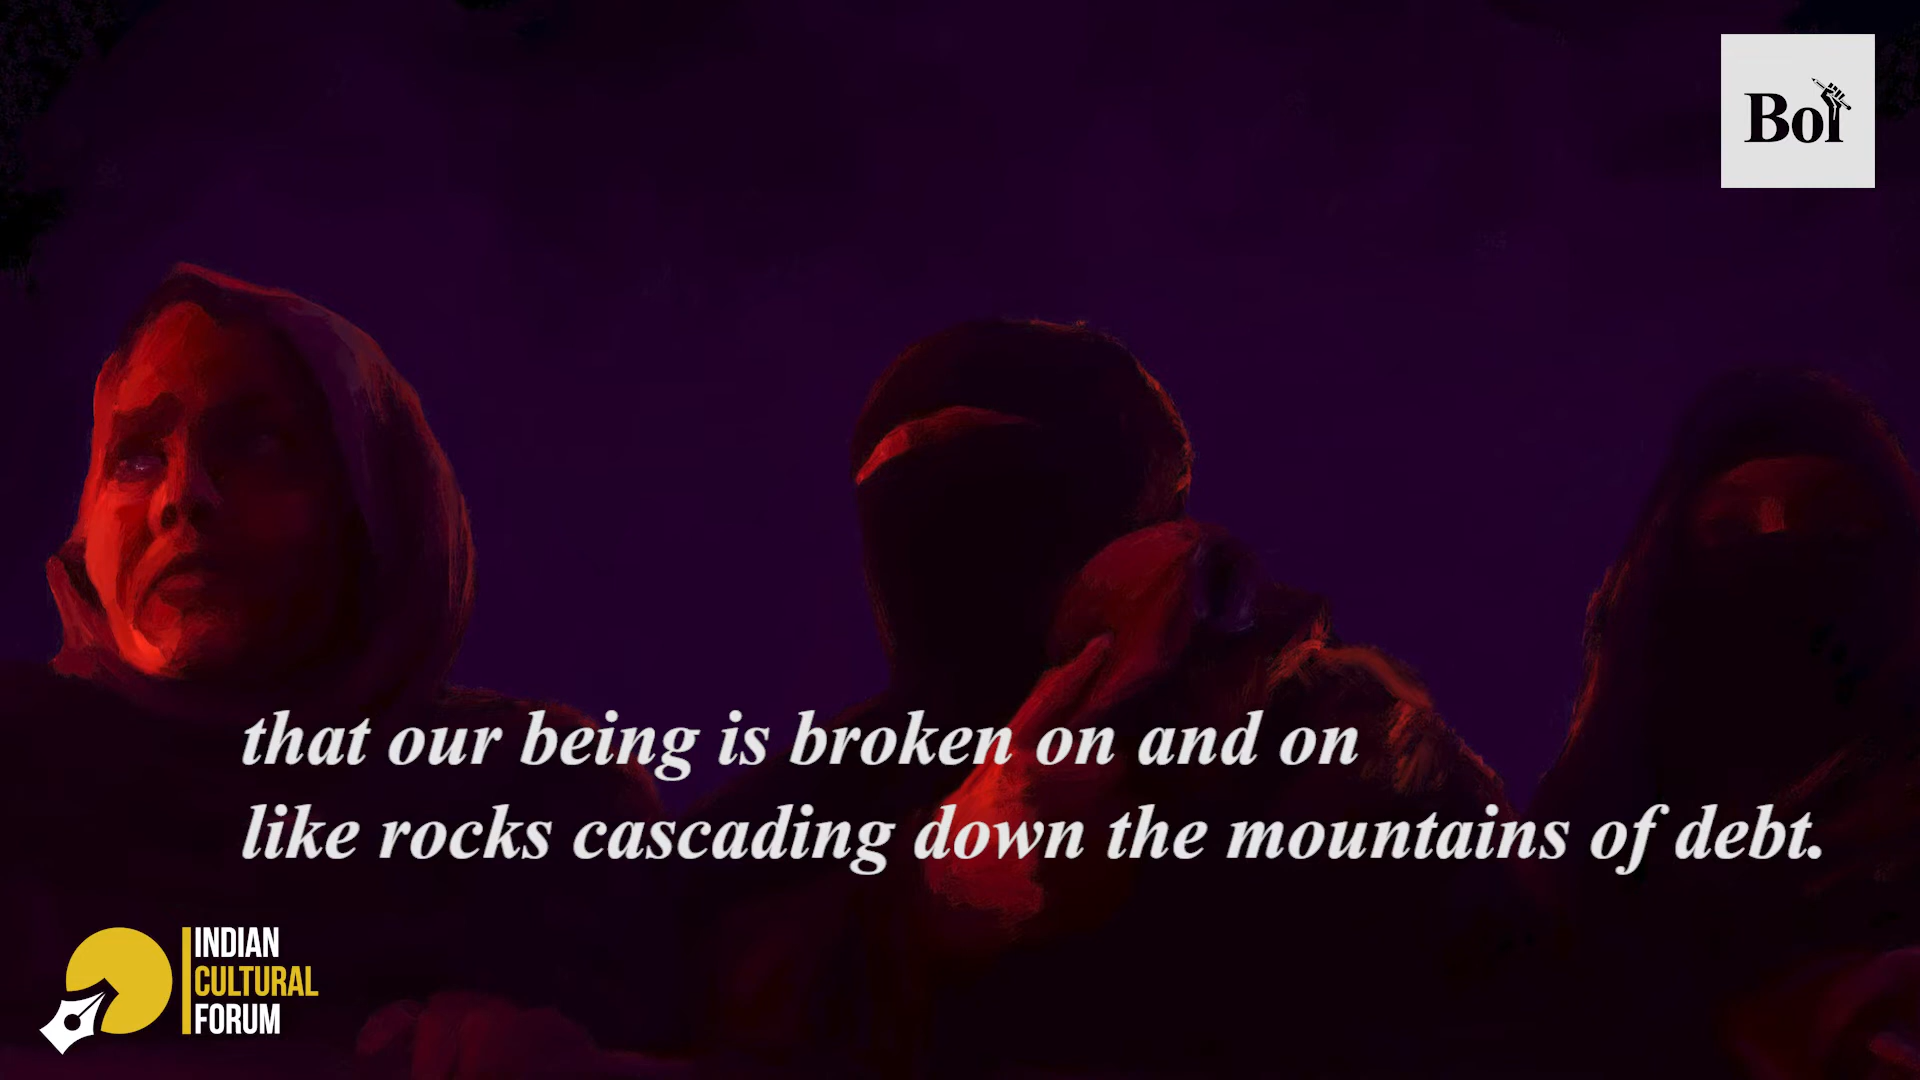 Bol
that our being is broken on and on
like rocks cascading down the mountains of debt.
INDIAN
CULTURAL
FORUM